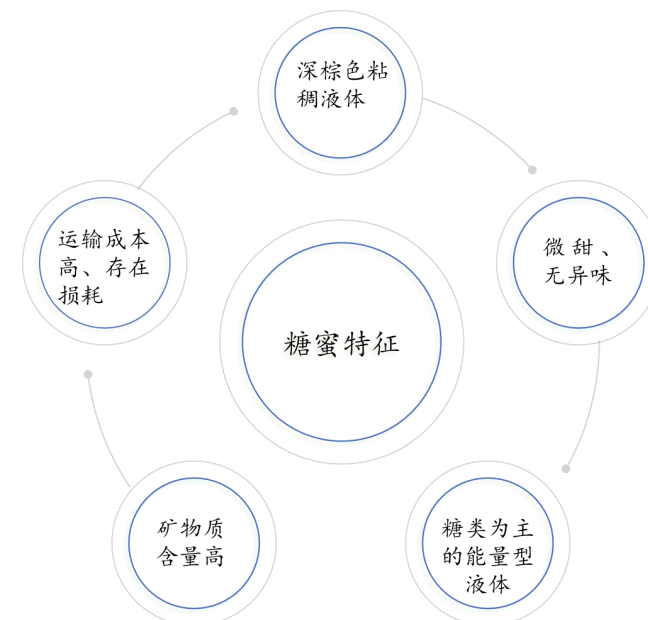 深棕色粘
稠液体
微甜、
无异味
糖类为主
的能量型
液体
矿物质
含量高
运输成本
高、存在
损耗
糖蜜特征